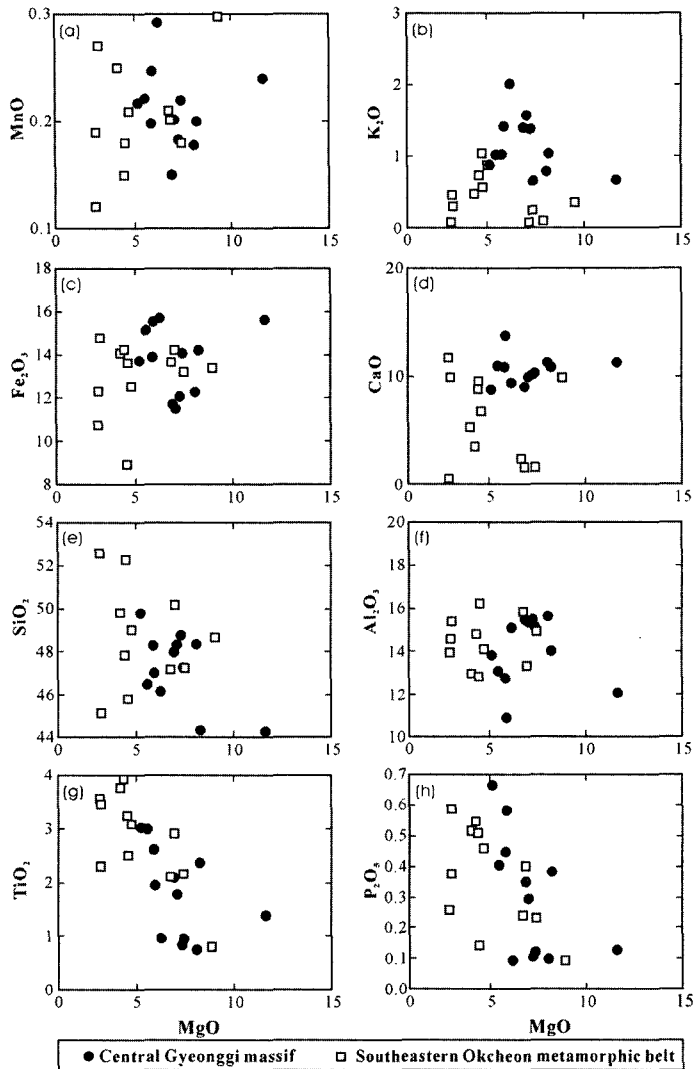 (a)
MnO
0.3
0.2
0.1
0 5 10 15
(b)
K₂O
3
2
1
0
0 5 10 15
(c)
Fe₂O₃
18
16
14
12
10
8
0 5 10 15
(d)
CaO
20
10
0
0 5 10 15
(e)
SiO₂
54
52
50
48
46
44
0 5 10 15
(f)
Al₂O₃
20
18
16
14
12
10
0 5 10 15
(g)
TiO₂
4
3
2
1
0
0 5 10 15
MgO
(h)
P₂O₅
0.7
0.6
0.5
0.4
0.3
0.2
0.1
0.0
0 5 10 15
MgO
● Central Gyeonggi massif □ Southeastern Okcheon metamorphic belt